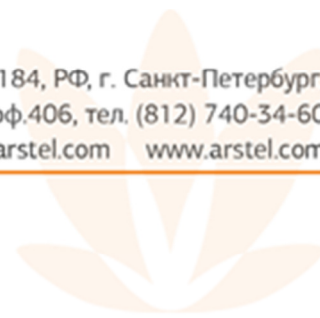 184, РФ, г. Санкт-Петербург
оф.406, тел. (812) 740-34-60
arstel.com www.arstel.com